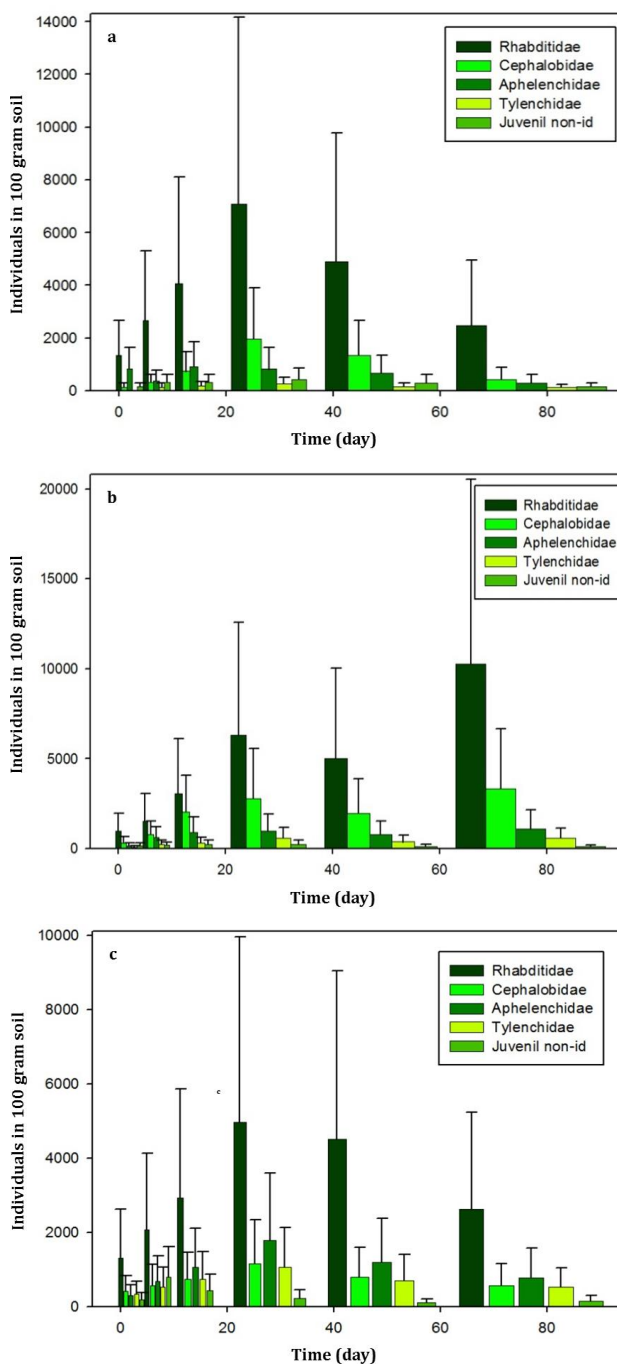 a
14000
12000
10000
8000
6000
4000
2000
0
Individuals in 100 gram soil
Rhabditidae
Cephalobidae
Aphelenchidae
Tylenchidae
Juvenil non-id
0 20 40 60 80
Time (day)
b
20000
15000
10000
5000
0
Individuals in 100 gram soil
Rhabditidae
Cephalobidae
Aphelenchidae
Tylenchidae
Juvenil non-id
0 20 40 60 80
Time (day)
c
10000
8000
6000
4000
2000
0
Individuals in 100 gram soil
Rhabditidae
Cephalobidae
Aphelenchidae
Tylenchidae
Juvenil non-id
c
0 20 40 60 80
Time (day)